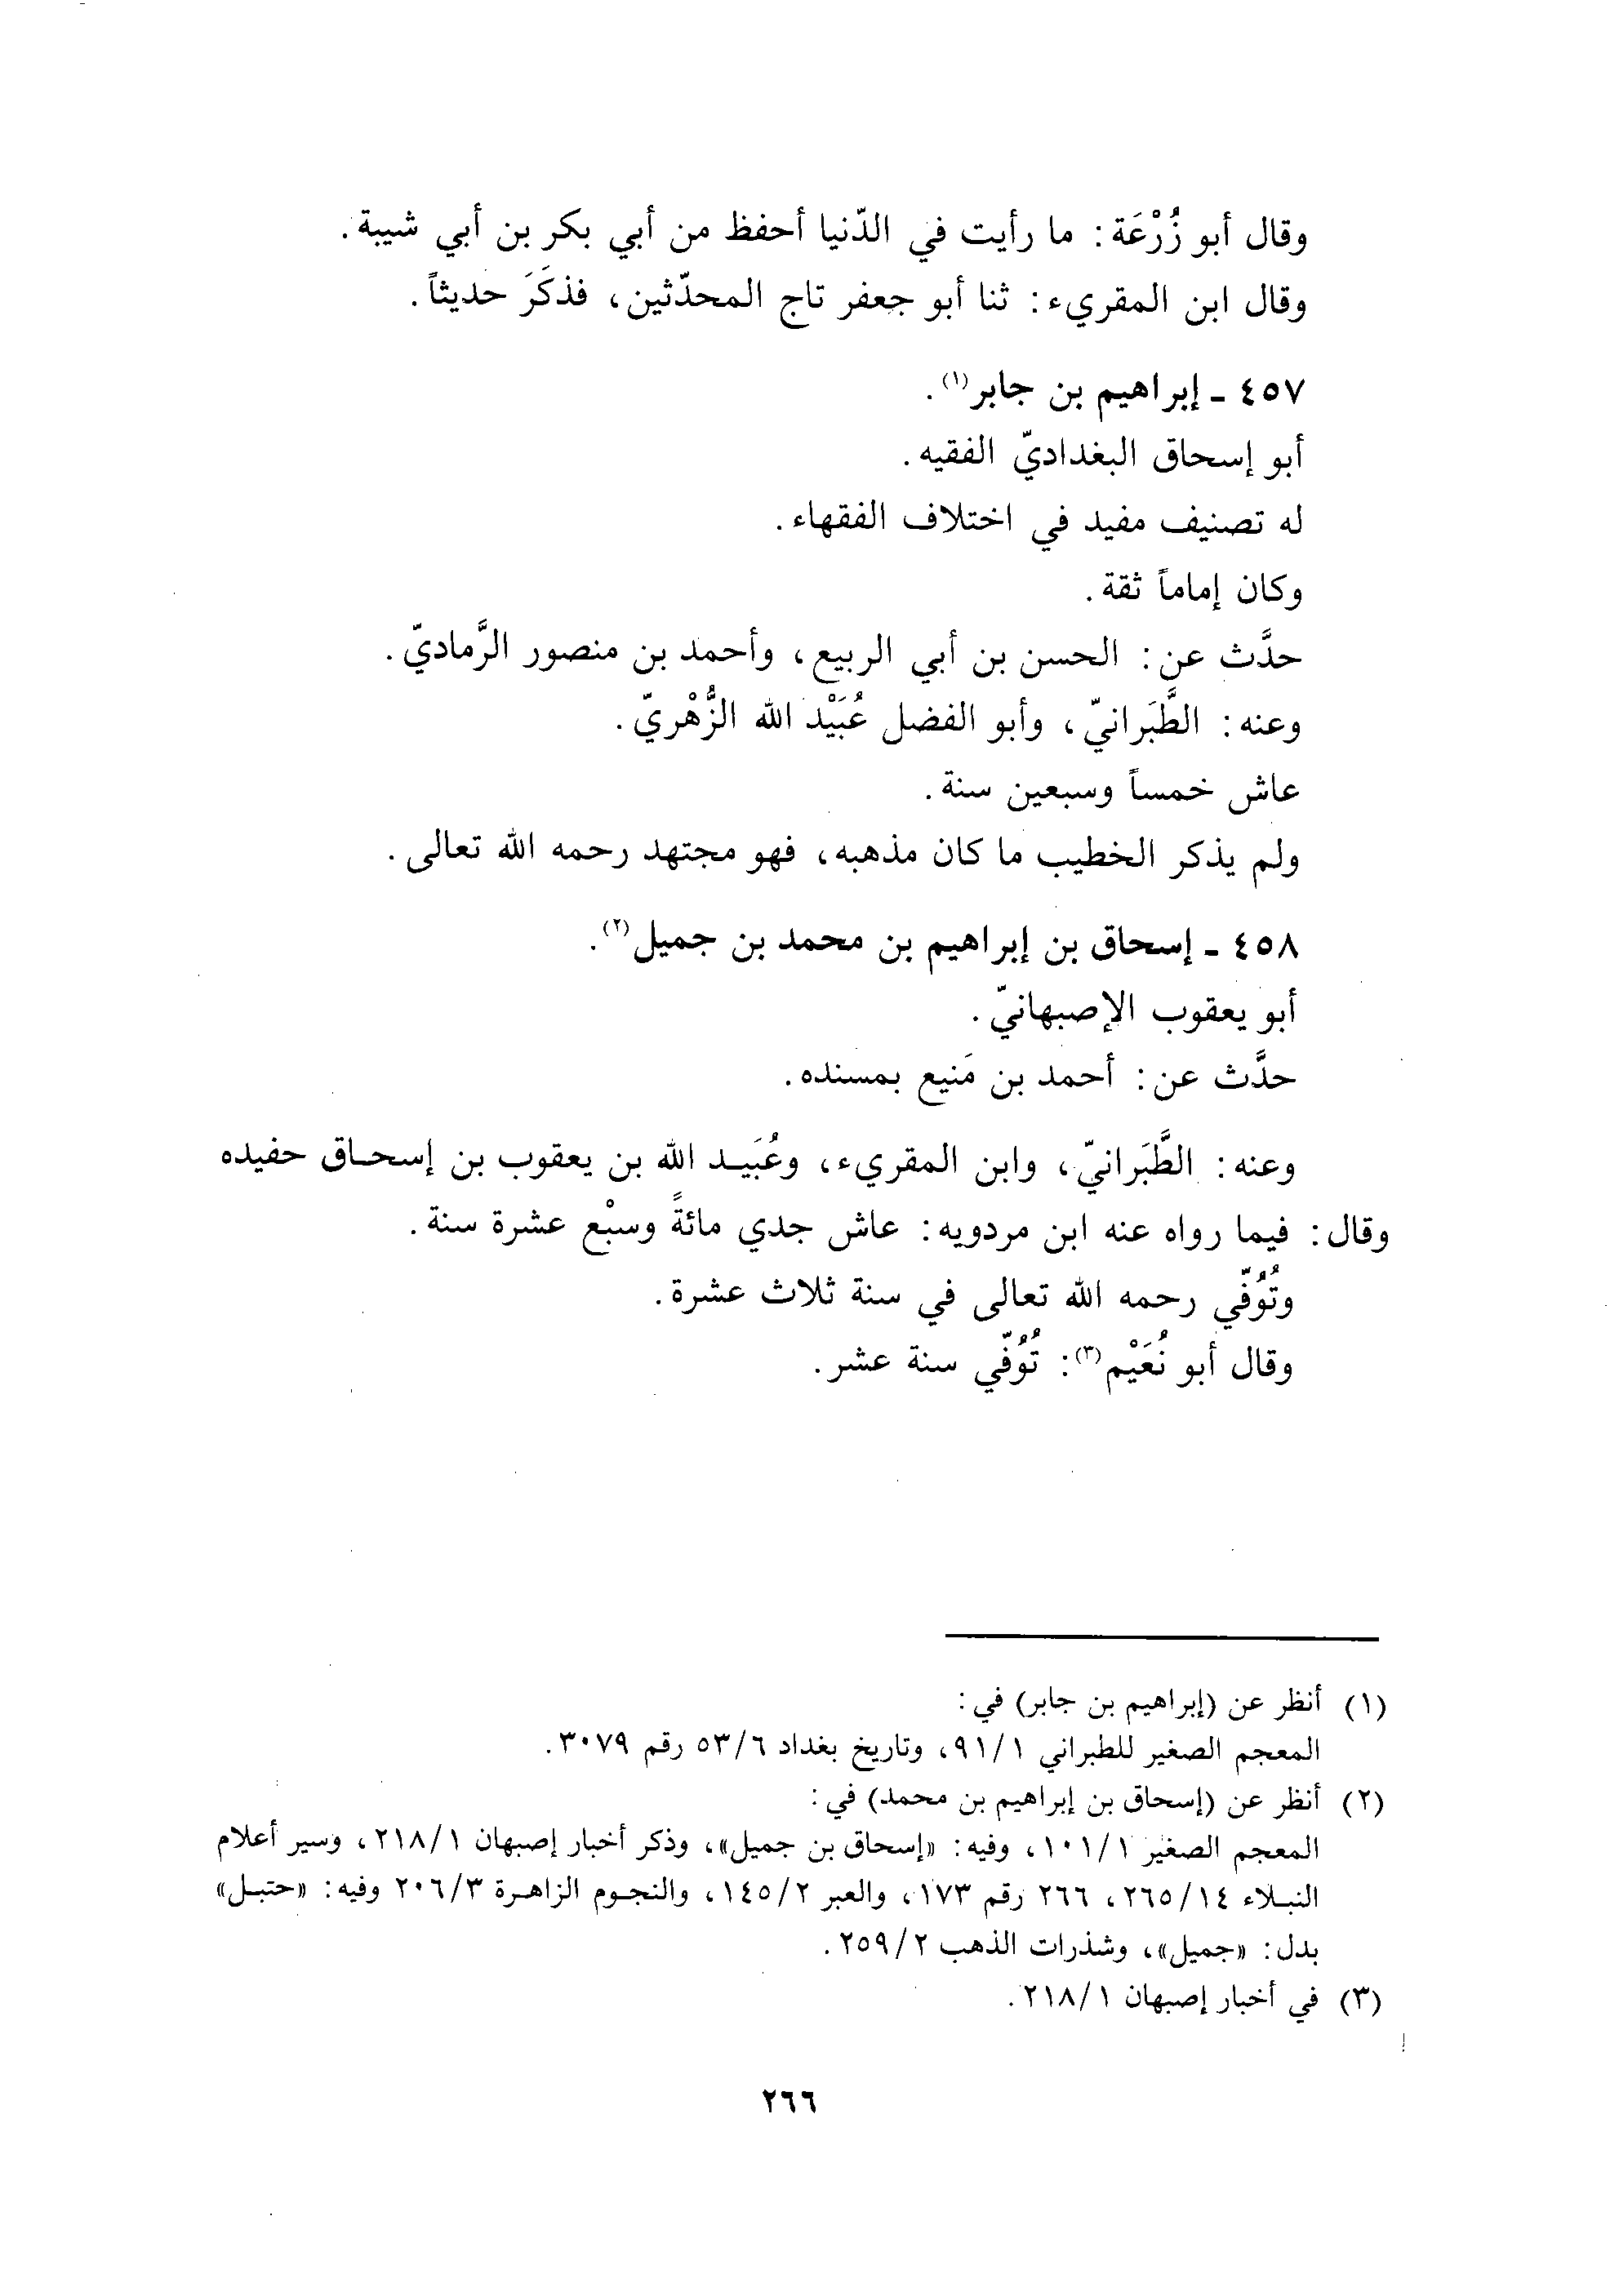 وقال أبو زُرْعَة: ما رأيت في الدّنيا أحفظ من أبي بكر بن أبي شيبة.
وقال ابن المقريء: ثنا أبو جعفر تاج المحدّثين، فذكَرَ حديثاً.
٤٥٧ ـ إبراهيم بن جابر(١).
أبو إسحاق البغداديّ الفقيه.
له تصنيف مفيد في اختلاف الفقهاء.
وكان إماماً ثقة.
حدَّث عن: الحسن بن أبي الربيع، وأحمد بن منصور الرَّماديّ.
وعنه: الطَّبَرانيّ، وأبو الفضل عُبَيْد الله الزُّهْريّ.
عاش خمساً وسبعين سنة.
ولم يذكر الخطيب ما كان مذهبه، فهو مجتهد رحمه الله تعالى.
٤٥٨ ـ إسحاق بن إبراهيم بن محمد بن جميل(٢).
أبو يعقوب الإصبهانيّ.
حدَّث عن: أحمد بن مَنيع بمسنده.
وعنه: الطَّبَرانيّ، وابن المقريء، وعُبَيد الله بن يعقوب بن إسحاق حفيده
وقال: فيما رواه عنه ابن مردويه: عاش جدي مائةً وسبْع عشرة سنة.
وتُوُفّي رحمه الله تعالى في سنة ثلاث عشرة.
وقال أبو نُعَيْم(٣): تُوُفّي سنة عشر.
(١) أنظر عن (إبراهيم بن جابر) في:
المعجم الصغير للطبراني ٩١/١، وتاريخ بغداد ٥٣/٦ رقم ٣٠٧٩.
(٢) أنظر عن (إسحاق بن إبراهيم بن محمد) في:
المعجم الصغير ١٠١/١، وفيه: «إسحاق بن جميل»، وذكر أخبار إصبهان ٢١٨/١، وسير أعلام
النبلاء ٢٦٥/١٤، ٢٦٦ رقم ١٧٣، والعبر ١٤٥/٢، والنجوم الزاهرة ٢٠٦/٣ وفيه: «حتبل»
بدل: «جميل»، وشذرات الذهب ٢٥٩/٢.
(٣) في أخبار إصبهان ٢١٨/١.
٢٦٦